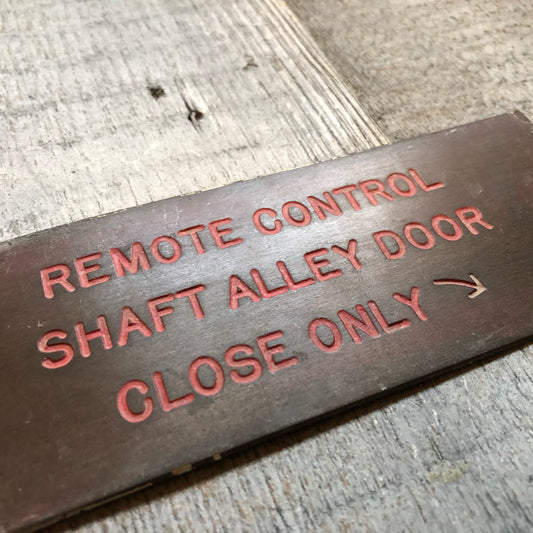 REMOTE CONTROL
SHAFT ALLEY DOOR
CLOSE ONLY →